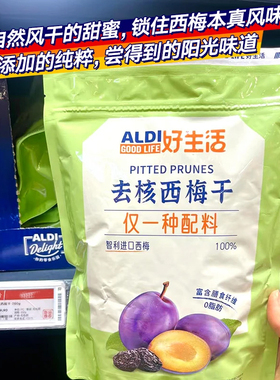 自然风干的甜蜜，锁住西梅本真风味
添加的纯粹，尝得到的阳光味道
ALDI 好生活
GOOD LIFE
PITTED PRUNES
去核西梅干
仅一种配料
智利进口西梅 100%
富含膳食纤维
0脂肪
ALDI
Delight